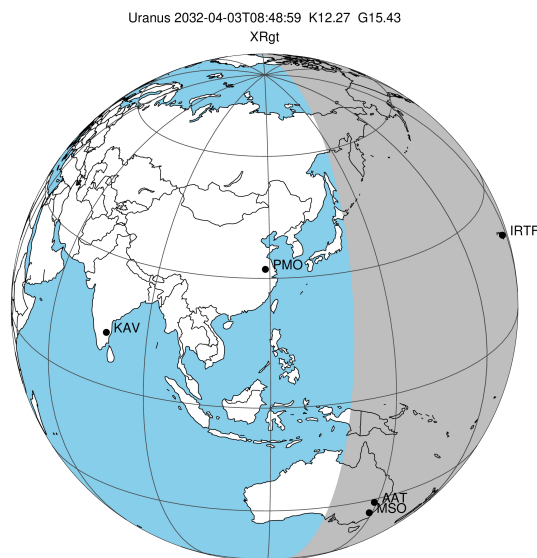 Uranus 2032-04-03T08:48:59 K12.27 G15.43
XRgt
IRTF
PMO
KAV
AAT
MSO